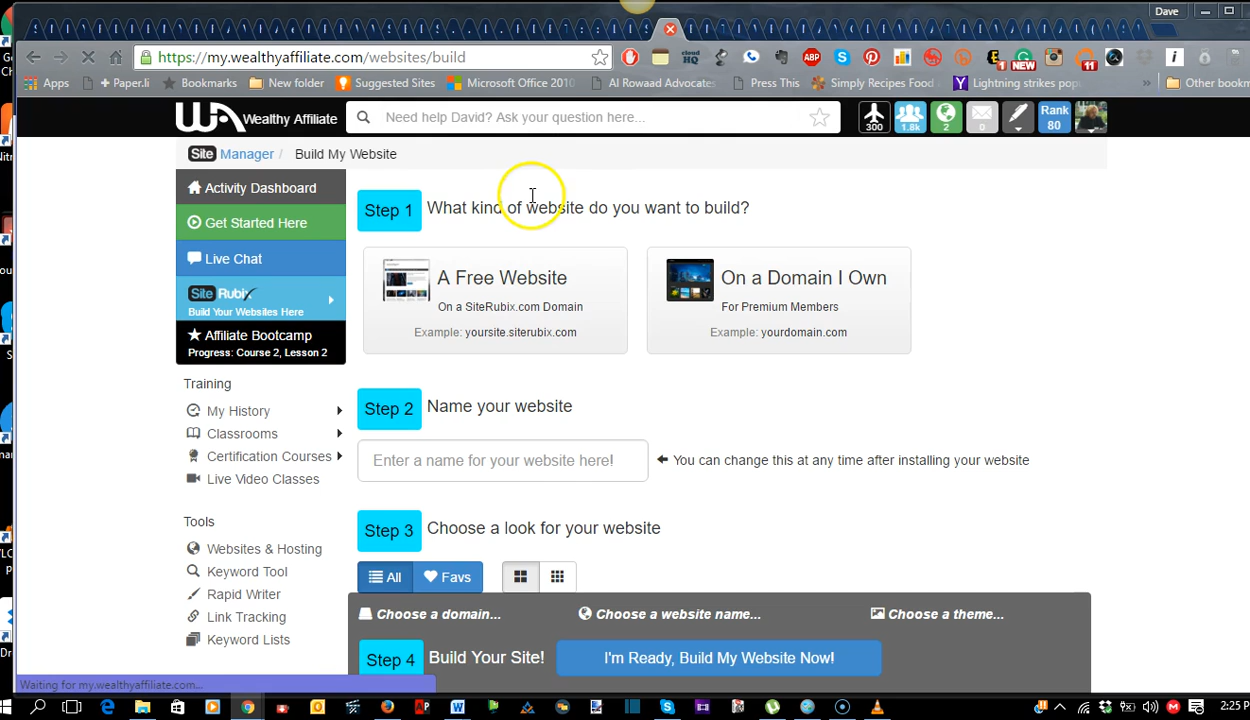 Dave
https://my.wealthyaffiliate.com/websites/build
Apps + Paper.li Bookmarks New folder Suggested Sites Microsoft Office 2010 Al Rowaad Advocates Press This Simply Recipes Food Lightning strikes pop » Other bookm
WA Wealthy Affiliate Need help David? Ask your question here... 300 1.8k 2 0 Rank 80
Site Manager / Build My Website
Activity Dashboard
Get Started Here
Live Chat
Site Rubix
Build Your Websites Here
Affiliate Bootcamp
Progress: Course 2, Lesson 2
Training
My History
Classrooms
Certification Courses
Live Video Classes
Tools
Websites & Hosting
Keyword Tool
Rapid Writer
Link Tracking
Keyword Lists
Step 1 What kind of website do you want to build?
A Free Website
On a SiteRubix.com Domain
Example: yoursite.siterubix.com
On a Domain I Own
For Premium Members
Example: yourdomain.com
Step 2 Name your website
Enter a name for your website here! You can change this at any time after installing your website
Step 3 Choose a look for your website
All Favs
Choose a domain... Choose a website name... Choose a theme...
Step 4 Build Your Site! I'm Ready, Build My Website Now!
Waiting for my.wealthyaffiliate.com...
2:25 PM